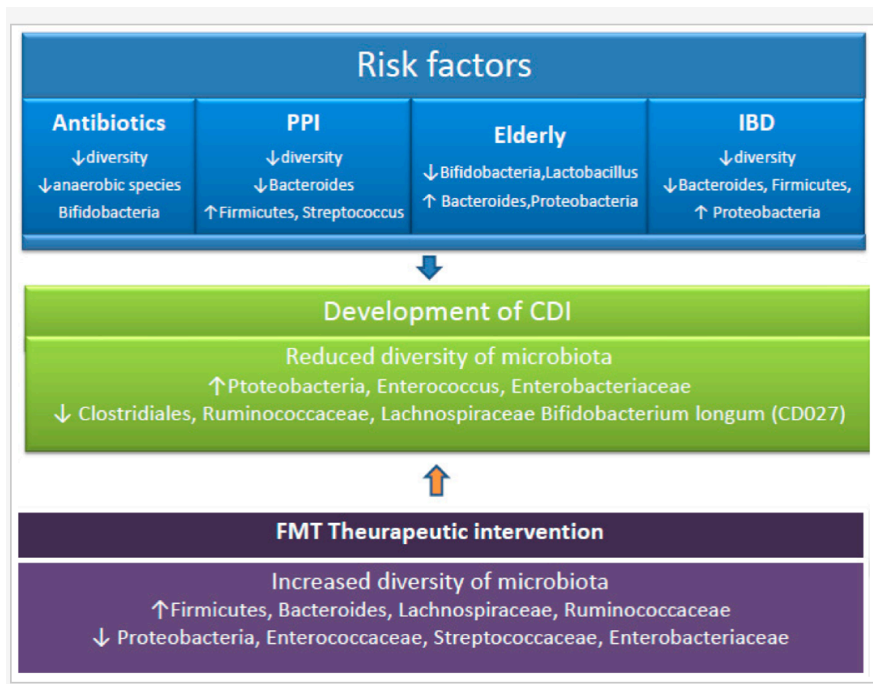 Risk factors
Antibiotics
↓diversity
↓anaerobic species
Bifidobacteria
PPI
↓diversity
↓Bacteroides
↑Firmicutes, Streptococcus
Elderly
↓Bifidobacteria,Lactobacillus
↑ Bacteroides,Proteobacteria
IBD
↓diversity
↓Bacteroides, Firmicutes,
↑ Proteobacteria
Development of CDI
Reduced diversity of microbiota
↑Ptoteobacteria, Enterococcus, Enterobacteriaceae
↓ Clostridiales, Ruminococcaceae, Lachnospiraceae Bifidobacterium longum (CD027)
FMT Theurapeutic intervention
Increased diversity of microbiota
↑Firmicutes, Bacteroides, Lachnospiraceae, Ruminococcaceae
↓ Proteobacteria, Enterococcaceae, Streptococcaceae, Enterobacteriaceae